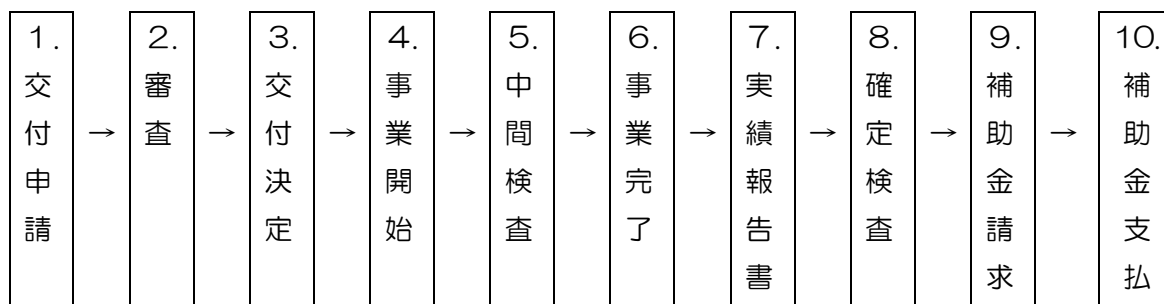 1.交付申請
→
2.審査
→
3.交付決定
→
4.事業開始
→
5.中間検査
→
6.事業完了
→
7.実績報告書
→
8.確定検査
→
9.補助金請求
→
10.補助金支払